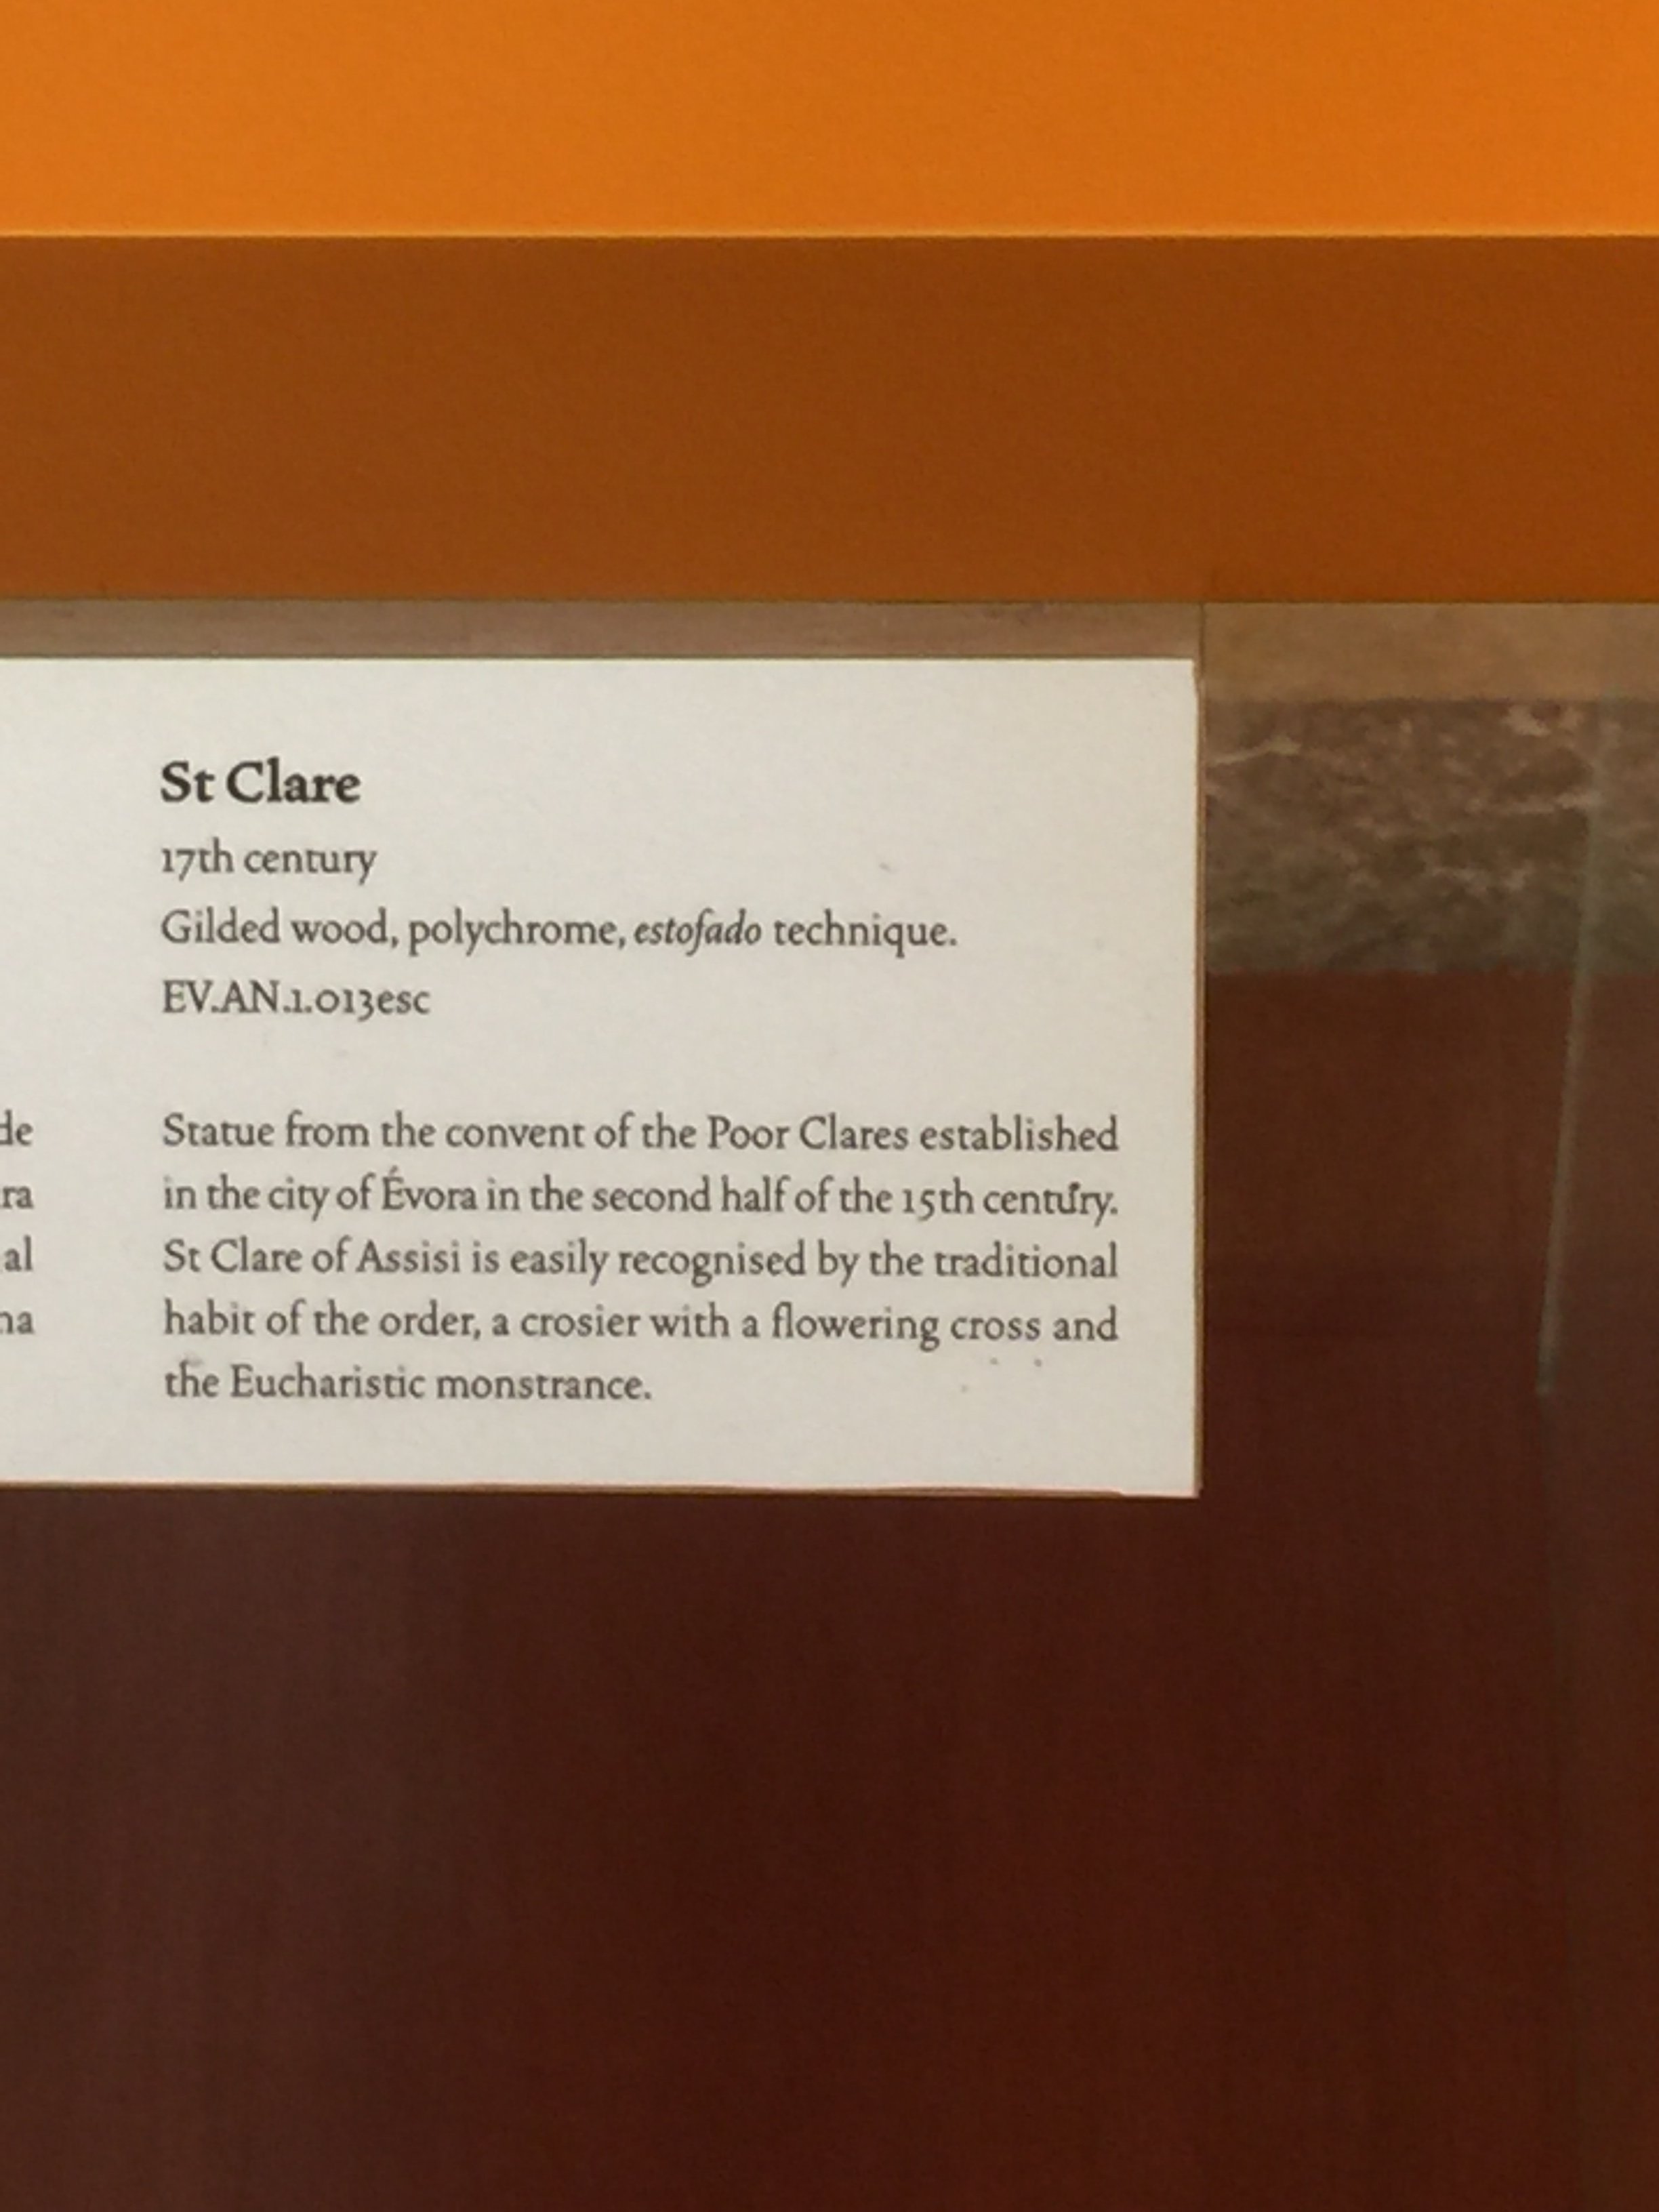 St Clare
17th century
Gilded wood, polychrome, estofado technique.
EV.AN.1.013esc
Statue from the convent of the Poor Clares established
in the city of Évora in the second half of the 15th century.
St Clare of Assisi is easily recognised by the traditional
habit of the order, a crosier with a flowering cross and
the Eucharistic monstrance.